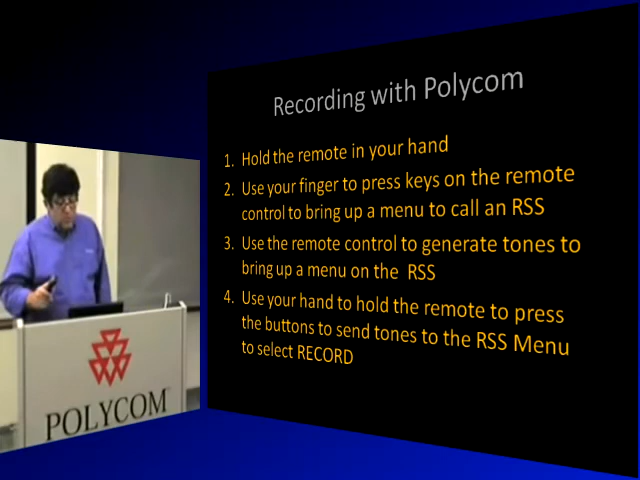 Recording with Polycom
1. Hold the remote in your hand
2. Use your finger to press keys on the remote
control to bring up a menu to call an RSS
3. Use the remote control to generate tones to
bring up a menu on the RSS
4. Use your hand to hold the remote to press
the buttons to send tones to the RSS Menu
to select RECORD
POLYCOM